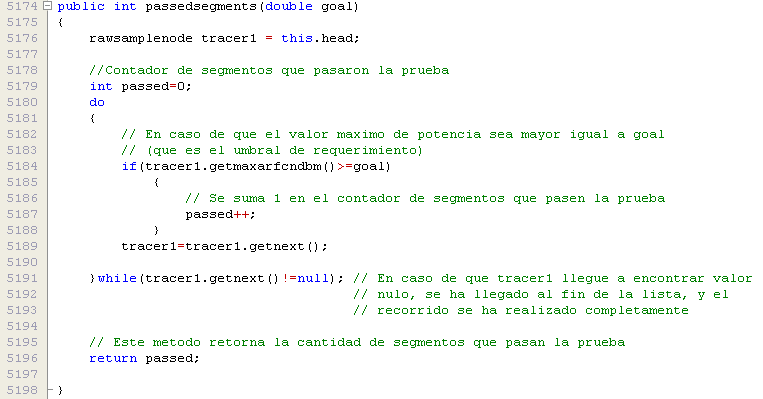 5174 public int passedsegments(double goal)
5175 {
5176 rawsamplenode tracer1 = this.head;
5177
5178 //Contador de segmentos que pasaron la prueba
5179 int passed=0;
5180 do
5181 {
5182 // En caso de que el valor maximo de potencia sea mayor igual a goal
5183 // (que es el umbral de requerimiento)
5184 if(tracer1.getmaxarfcndbm()>=goal)
5185 {
5186 // Se suma 1 en el contador de segmentos que pasen la prueba
5187 passed++;
5188 }
5189 tracer1=tracer1.getnext();
5190
5191 }while(tracer1.getnext()!=null); // En caso de que tracer1 llegue a encontrar valor
5192 // nulo, se ha llegado al fin de la lista, y el
5193 // recorrido se ha realizado completamente
5194
5195 // Este metodo retorna la cantidad de segmentos que pasan la prueba
5196 return passed;
5197
5198 }